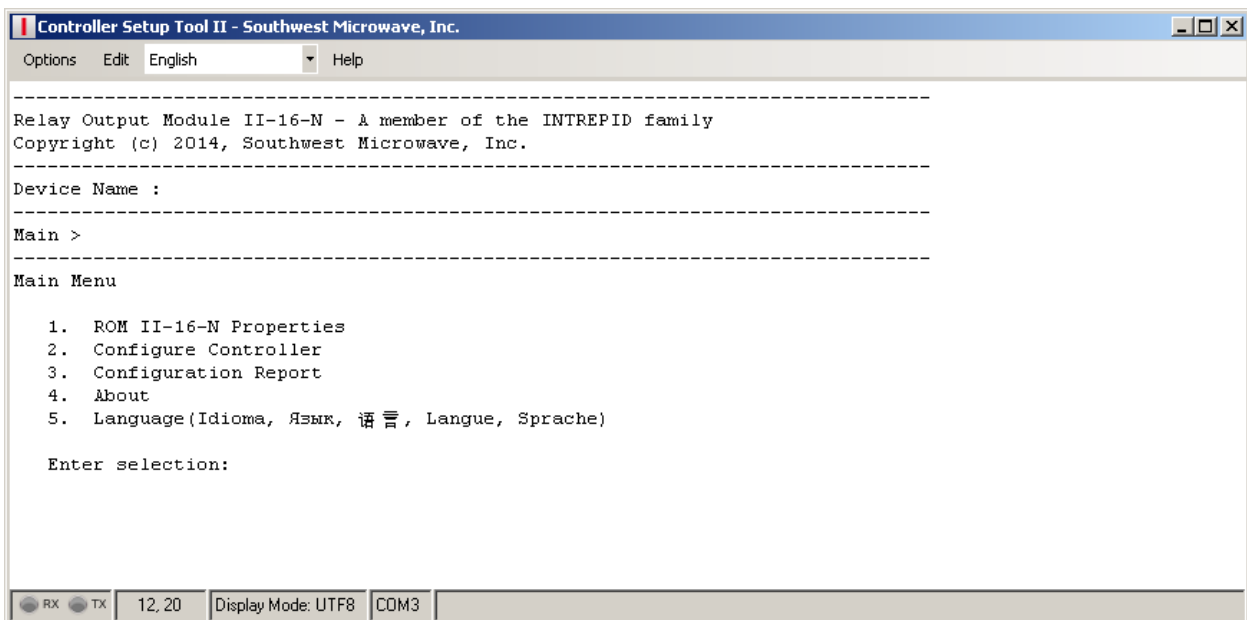 Controller Setup Tool II - Southwest Microwave, Inc.
Options Edit English Help
--------------------------------------------------------------------------------
Relay Output Module II-16-N - A member of the INTREPID family
Copyright (c) 2014, Southwest Microwave, Inc.
--------------------------------------------------------------------------------
Device Name :
--------------------------------------------------------------------------------
Main >
--------------------------------------------------------------------------------
Main Menu
1. ROM II-16-N Properties
2. Configure Controller
3. Configuration Report
4. About
5. Language(Idioma, Язык, 语言, Langue, Sprache)
Enter selection:
RX TX 12, 20 Display Mode: UTF8 COM3